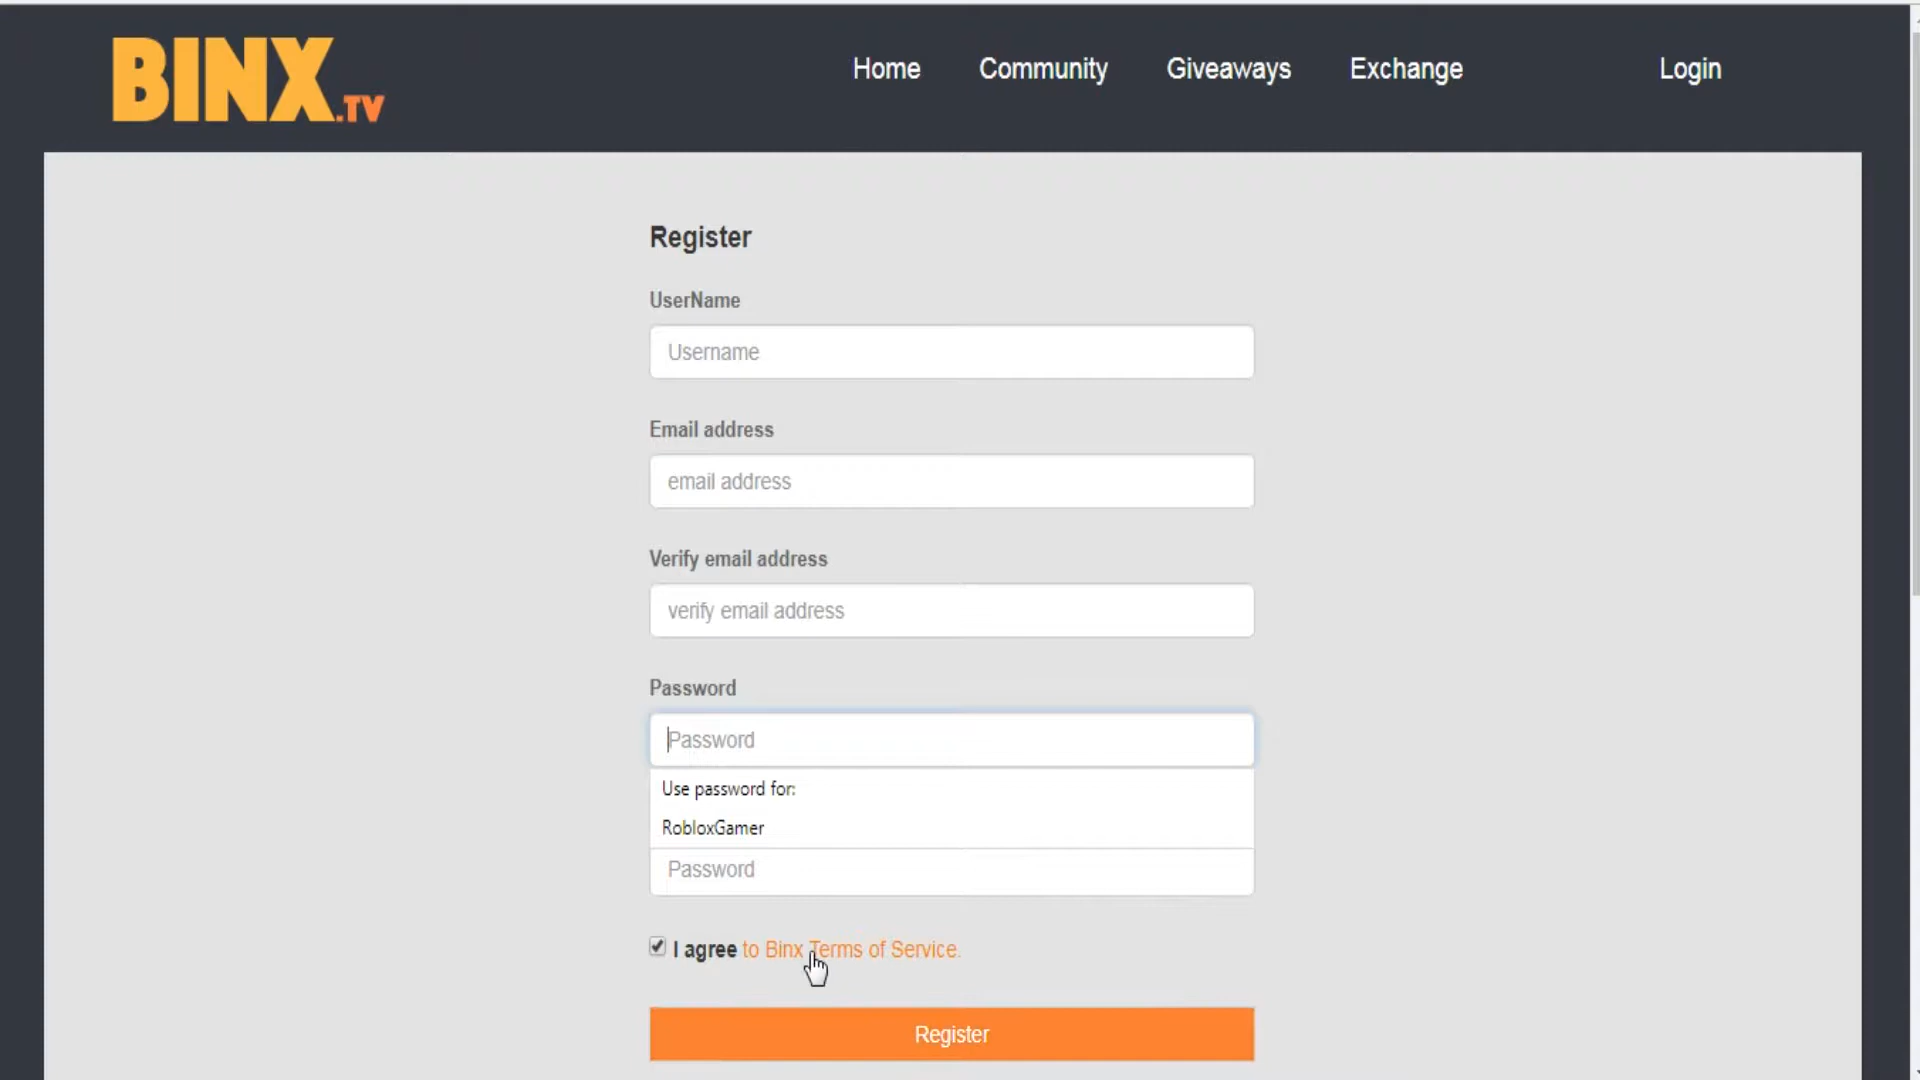 BINX.TV
Home Community Giveaways Exchange Login
Register
UserName
Username
Email address
email address
Verify email address
verify email address
Password
Password
Use password for:
RobloxGamer
Password
I agree to Binx Terms of Service.
Register